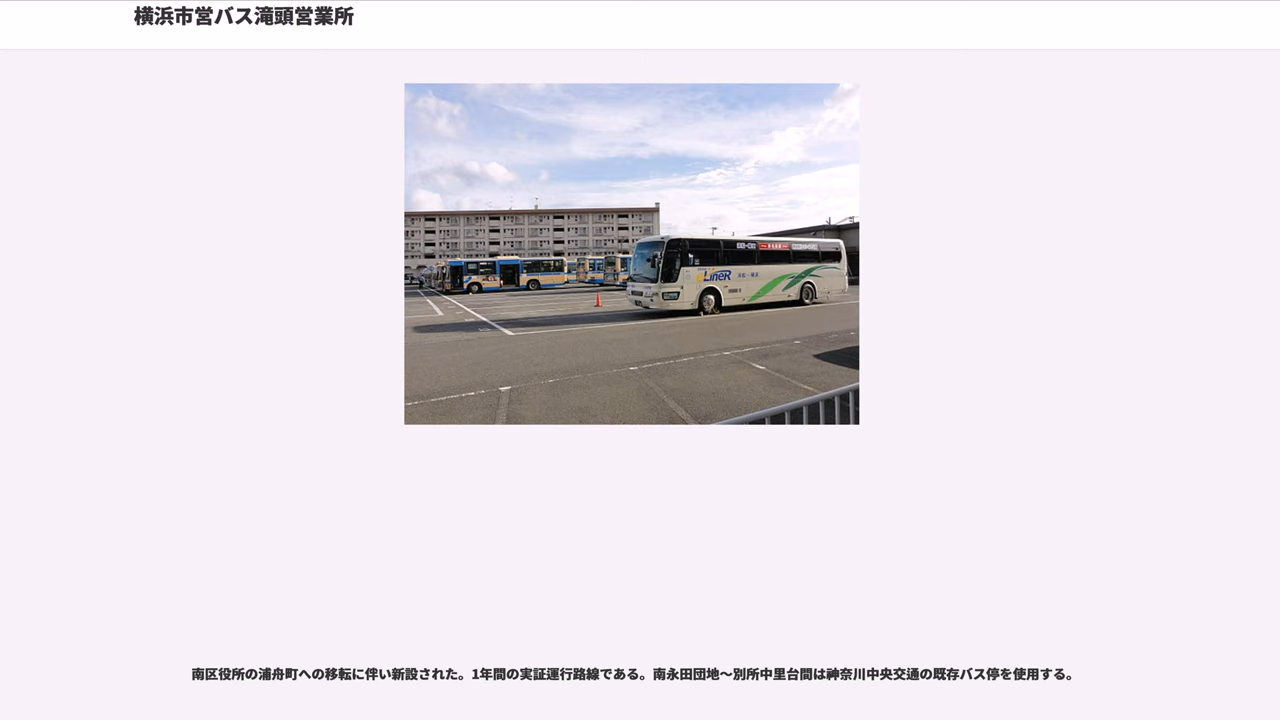 横浜市営バス滝頭営業所
LineR
南区役所の浦舟町への移転に伴い新設された。1年間の実証運行路線である。南永田団地〜別所中里台間は神奈川中央交通の既存バス停を使用する。